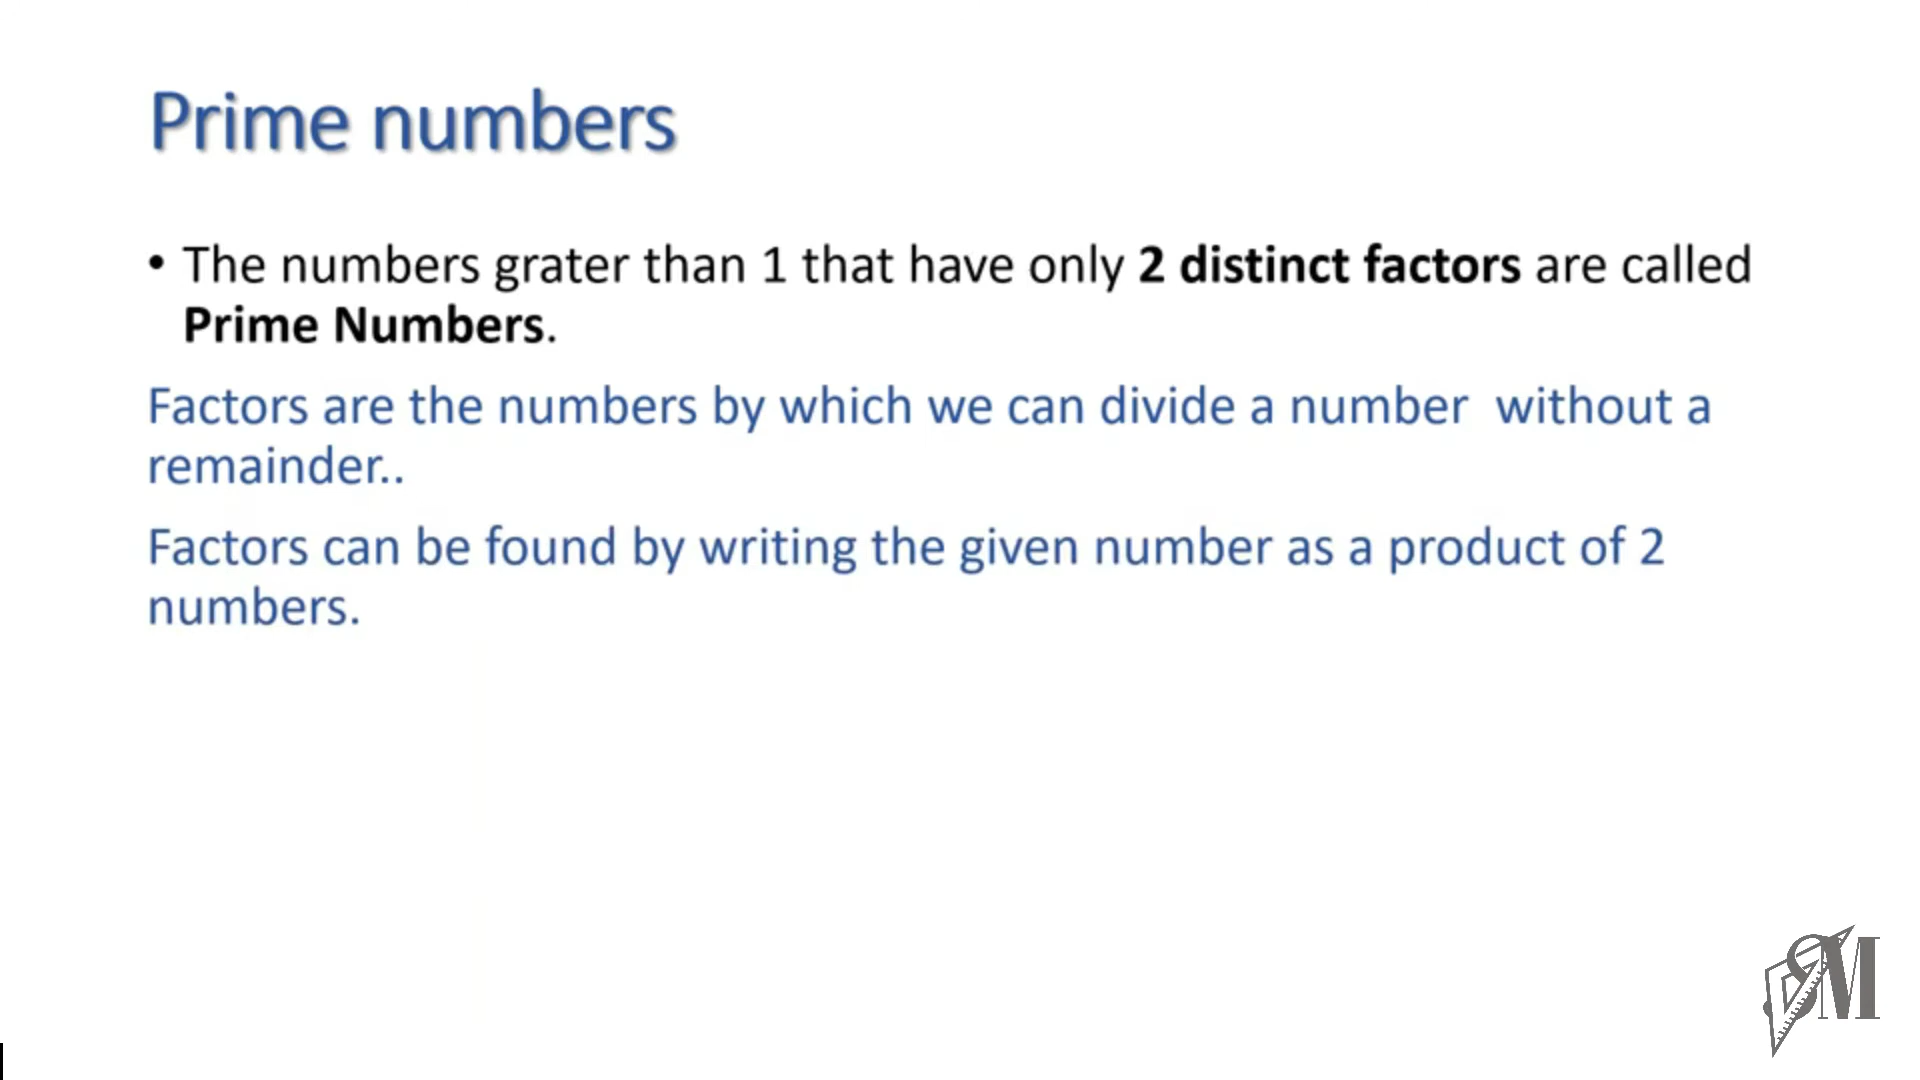 Prime numbers
• The numbers grater than 1 that have only 2 distinct factors are called
Prime Numbers.
Factors are the numbers by which we can divide a number  without a
remainder..
Factors can be found by writing the given number as a product of 2
numbers.
SM